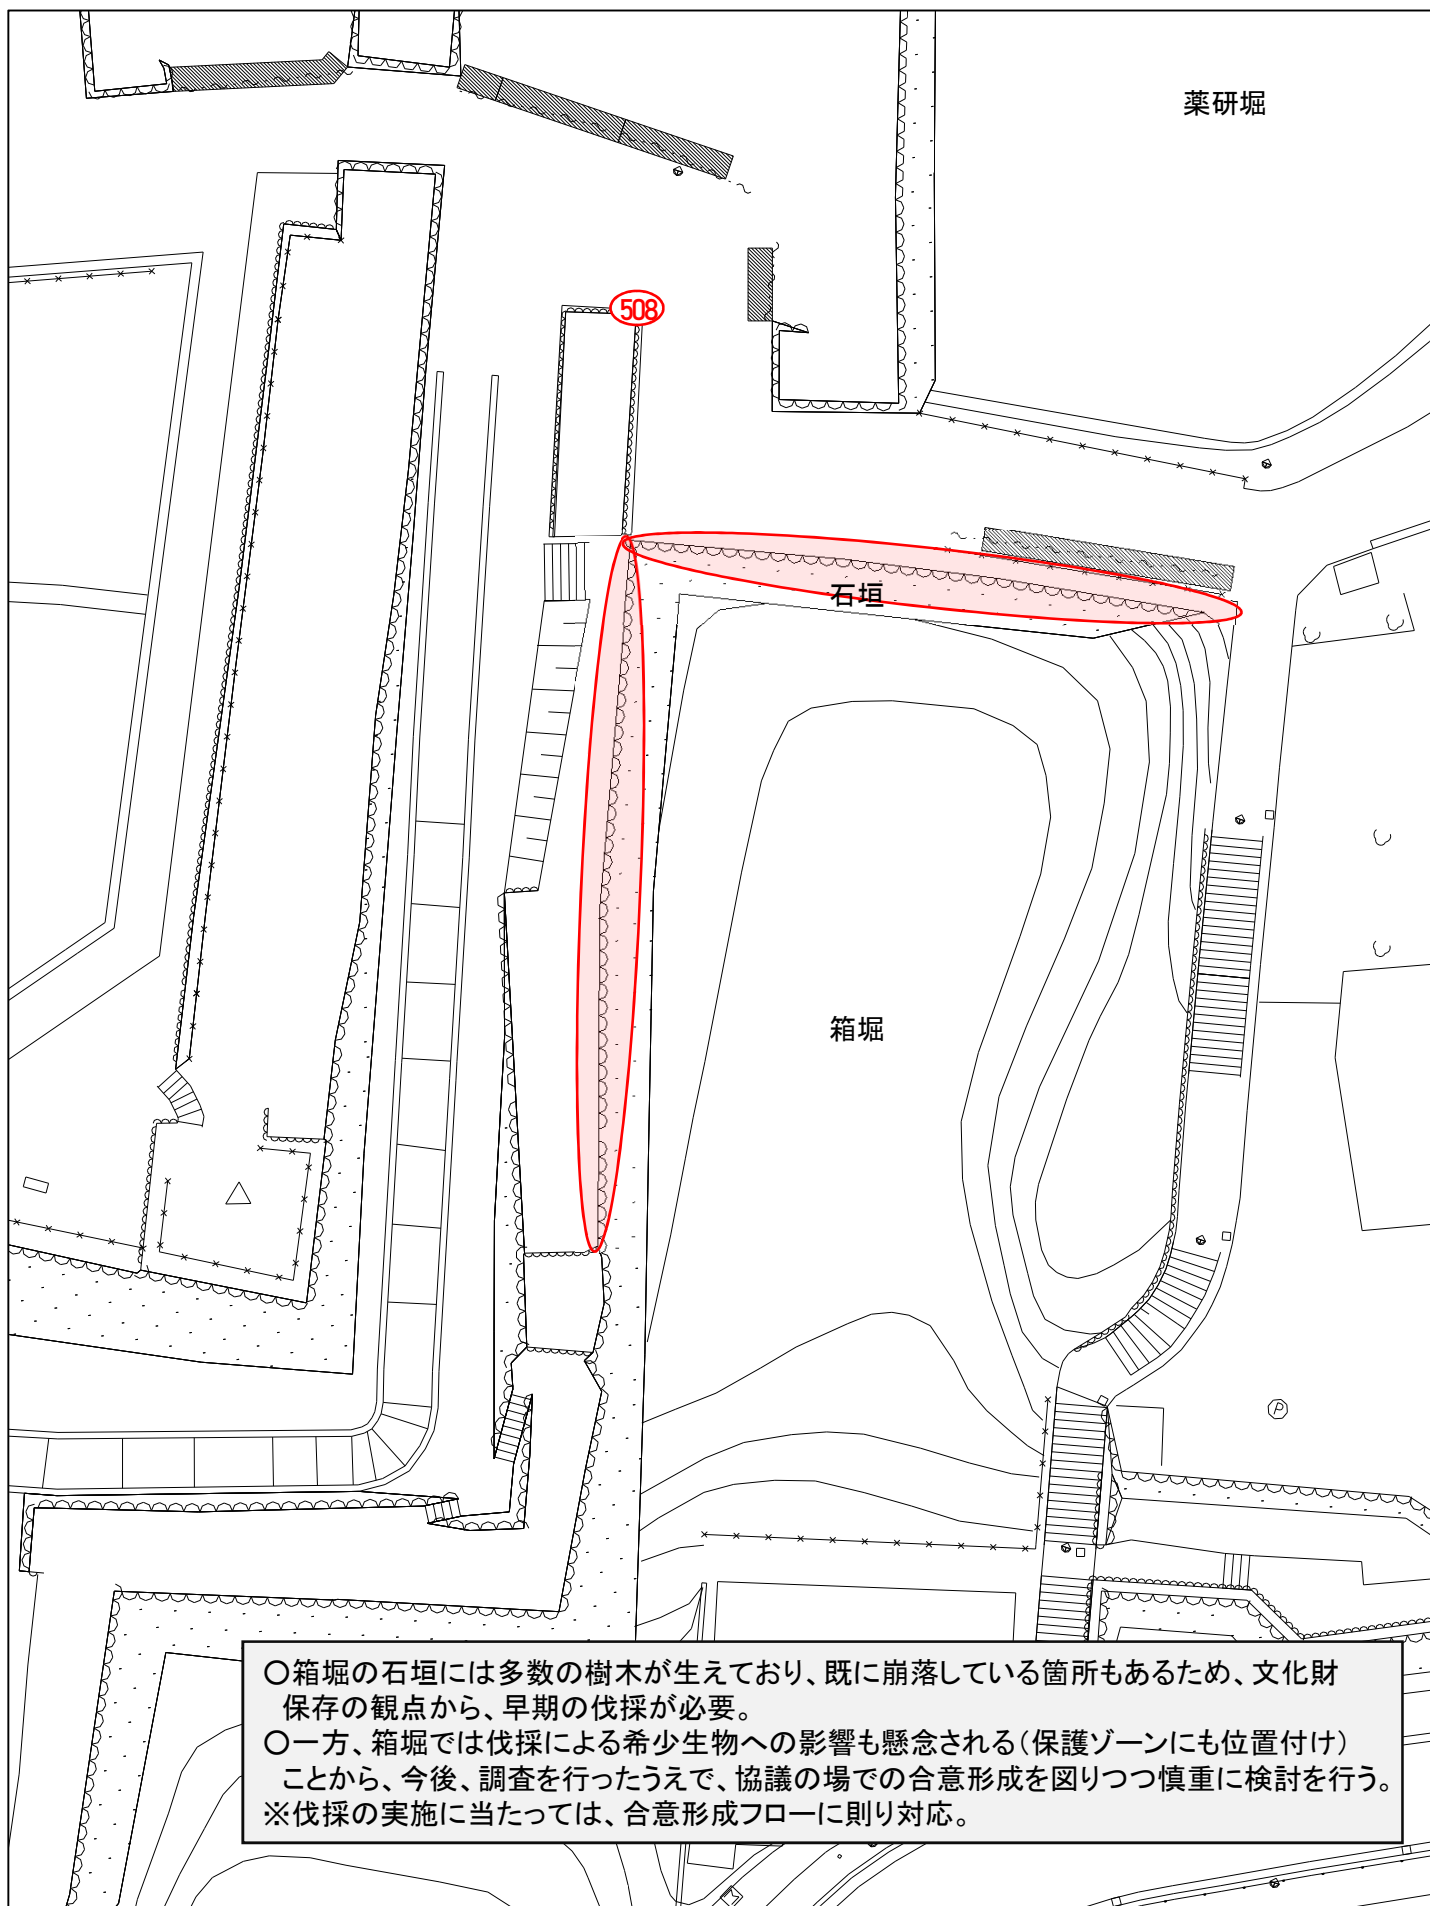 薬研堀
508
石垣
箱堀
P
○箱堀の石垣には多数の樹木が生えており、既に崩落している箇所もあるため、文化財
保存の観点から、早期の伐採が必要。
○一方、箱堀では伐採による希少生物への影響も懸念される(保護ゾーンにも位置付け)
ことから、今後、調査を行ったうえで、協議の場での合意形成を図りつつ慎重に検討を行う。
※伐採の実施に当たっては、合意形成フローに則り対応。